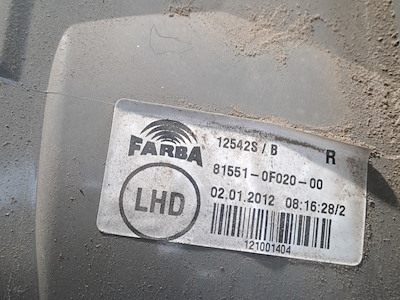 FARBA
12542S / B R
81551-0F020-00
LHD
02.01.2012 08:16:28/2
121001404